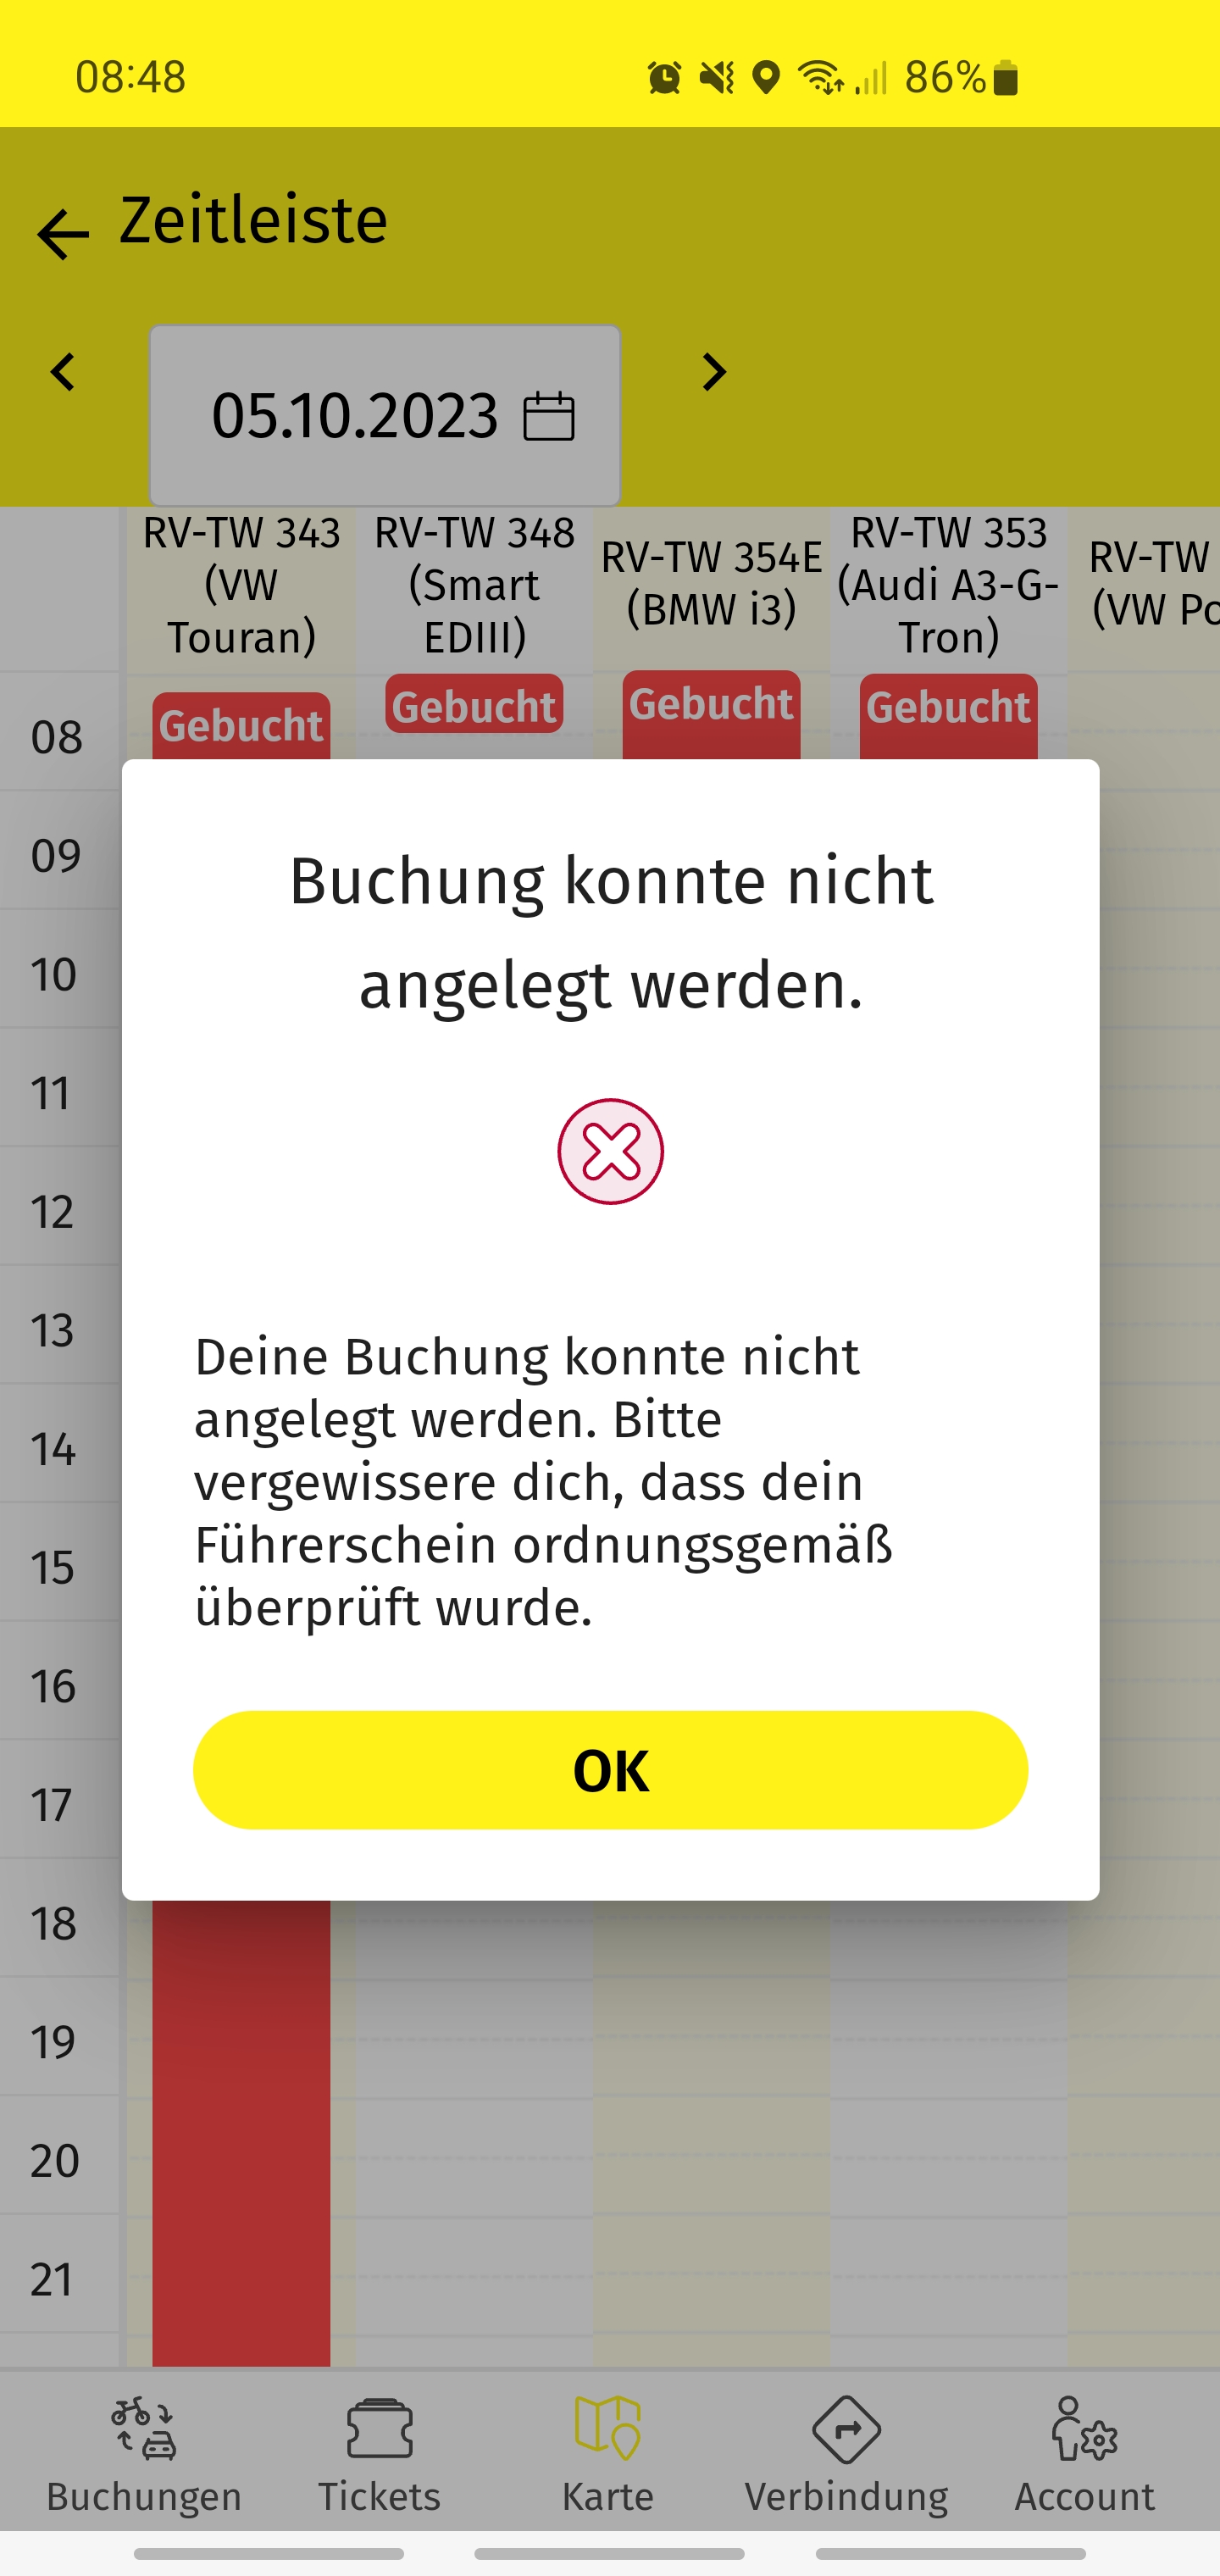 08:48
86%
Zeitleiste
05.10.2023
RV-TW 343
(VW
Touran)
RV-TW 348
(Smart
EDIII)
RV-TW 354E
(BMW i3)
RV-TW 353
(Audi A3-G-
Tron)
RV-TW
(VW Po
Gebucht
Gebucht
Gebucht
Gebucht
08
09
10
11
12
13
14
15
16
17
18
19
20
21
Buchung konnte nicht
angelegt werden.
Deine Buchung konnte nicht
angelegt werden. Bitte
vergewissere dich, dass dein
Führerschein ordnungsgemäß
überprüft wurde.
OK
Buchungen
Tickets
Karte
Verbindung
Account